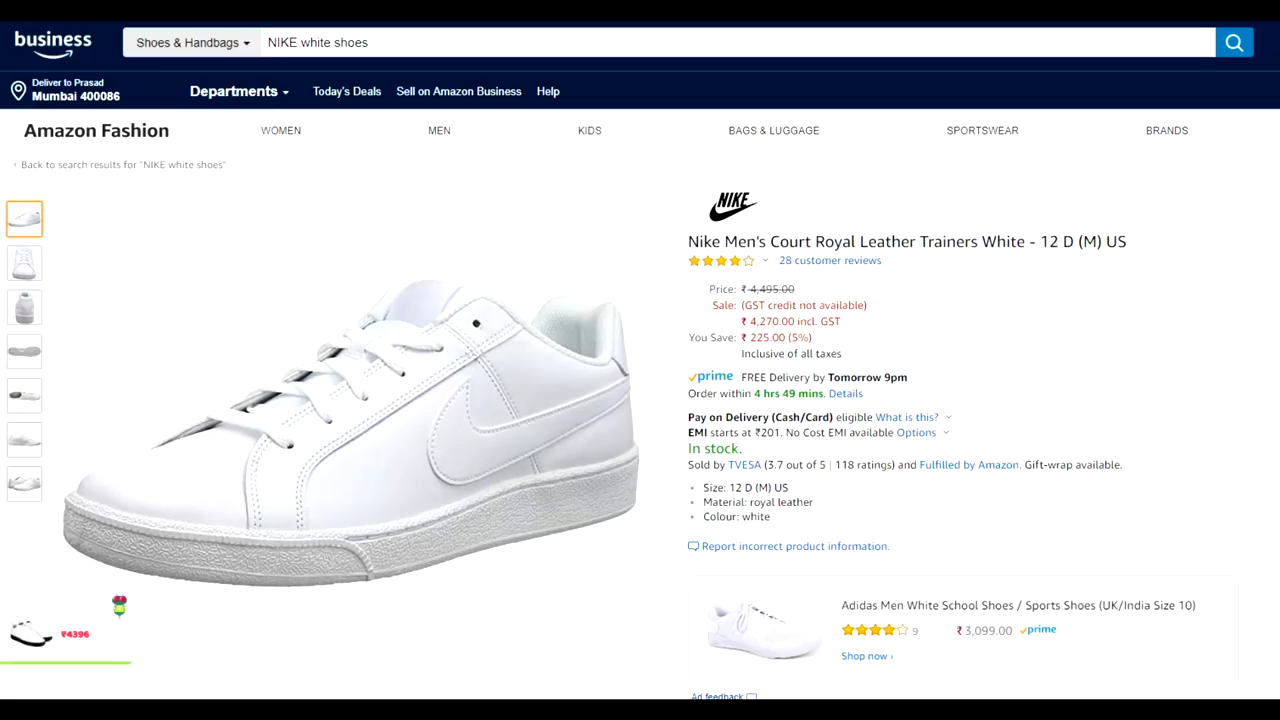 business
Shoes & Handbags
NIKE white shoes
Deliver to Prasad
Mumbai 400086
Departments
Today's Deals
Sell on Amazon Business
Help
Amazon Fashion
WOMEN
MEN
KIDS
BAGS & LUGGAGE
SPORTSWEAR
BRANDS
‹ Back to search results for "NIKE white shoes"
NIKE
Nike Men's Court Royal Leather Trainers White - 12 D (M) US
28 customer reviews
Price: ₹ 4,495.00
Sale: (GST credit not available)
₹ 4,270.00 incl. GST
You Save: ₹ 225.00 (5%)
Inclusive of all taxes
prime FREE Delivery by Tomorrow 9pm
Order within 4 hrs 49 mins. Details
Pay on Delivery (Cash/Card) eligible What is this?
EMI starts at ₹201. No Cost EMI available Options
In stock.
Sold by TVESA (3.7 out of 5 | 118 ratings) and Fulfilled by Amazon. Gift-wrap available.
• Size: 12 D (M) US
• Material: royal leather
• Colour: white
Report incorrect product information.
Adidas Men White School Shoes / Sports Shoes (UK/India Size 10)
9
₹ 3,099.00 prime
Shop now ›
Ad feedback
₹4396